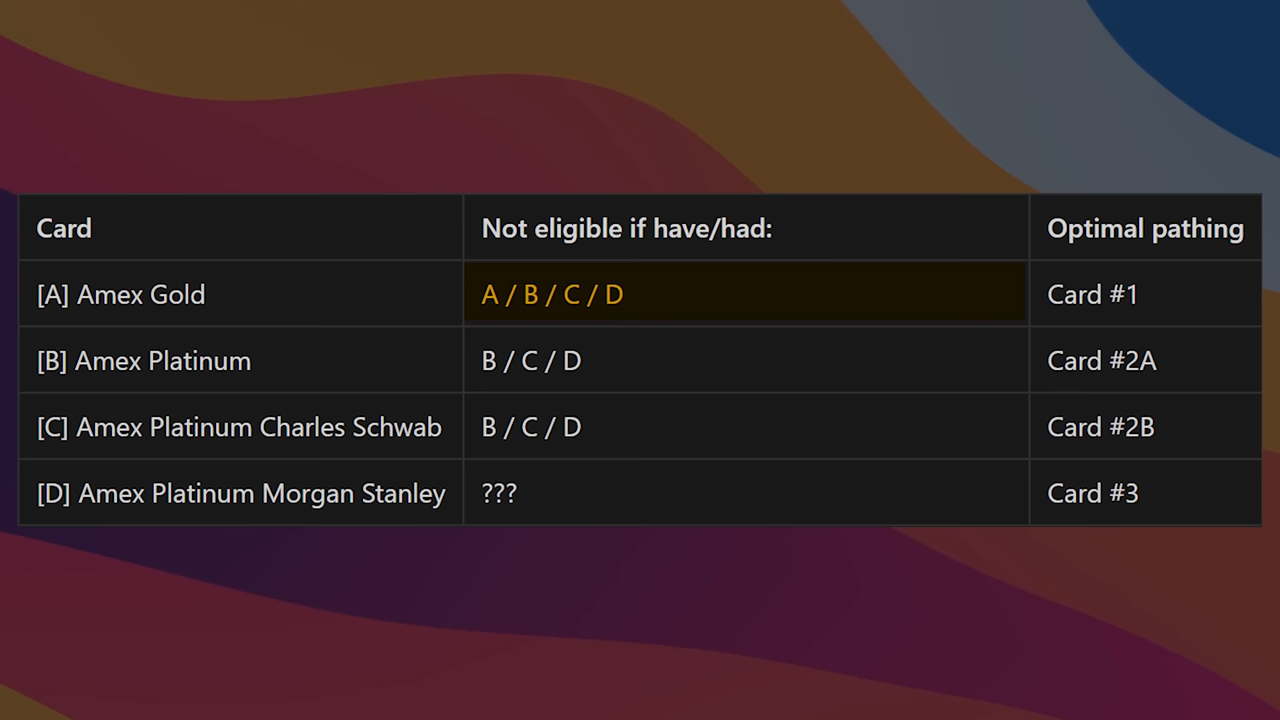 Card Not eligible if have/had: Optimal pathing
[A] Amex Gold A / B / C / D Card #1
[B] Amex Platinum B / C / D Card #2A
[C] Amex Platinum Charles Schwab B / C / D Card #2B
[D] Amex Platinum Morgan Stanley ??? Card #3